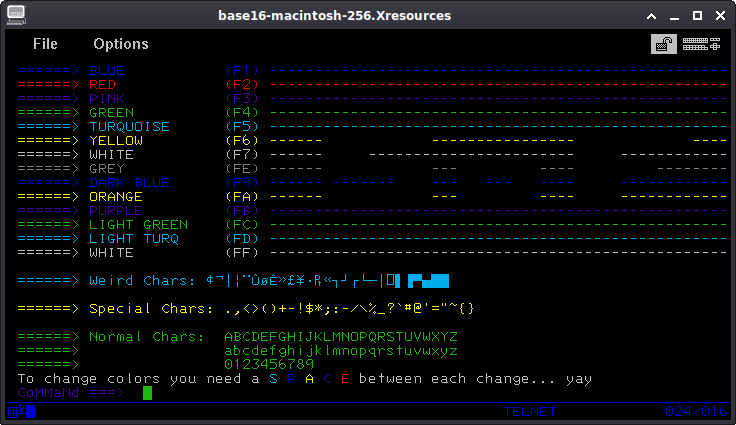 base16-macintosh-256.Xresources
File Options
======> BLUE (F1) ---------------------------------------------------
======> RED (F2) ---------------------------------------------------
======> PINK (F3) ---------------------------------------------------
======> GREEN (F4) ---------------------------------------------------
======> TURQUOISE (F5) ---------------------------------------------------
======> YELLOW (F6) ------ ---------------- ----
======> WHITE (F7) ------ ---------------- ------------
======> GREY (FE) ------ --- ---- ---
======> DARK BLUE (F9) ------ ------- --- --- ---- ------------
======> ORANGE (FA) ------ --- ---- ------------
======> PURPLE (FB) ---------------------------------------------------
======> LIGHT GREEN (FC) ---------------------------------------------------
======> LIGHT TURQ (FD) ---------------------------------------------------
======> WHITE (FF) ---------------------------------------------------
======> Weird Chars: ¢¬|¦¨ÛøÊ»£¥·₧«┐┘┌└─│
======> Special Chars: .,<>()+-!$*;:-/\%_?`#@'="~{}
======> Normal Chars: ABCDEFGHIJKLMNOPQRSTUVWXYZ
======> abcdefghijklmnopqrstuvwxyz
======> 0123456789
To change colors you need a S P A C E between each change... yay
CoMMaNd ===>
TELNET 024/016